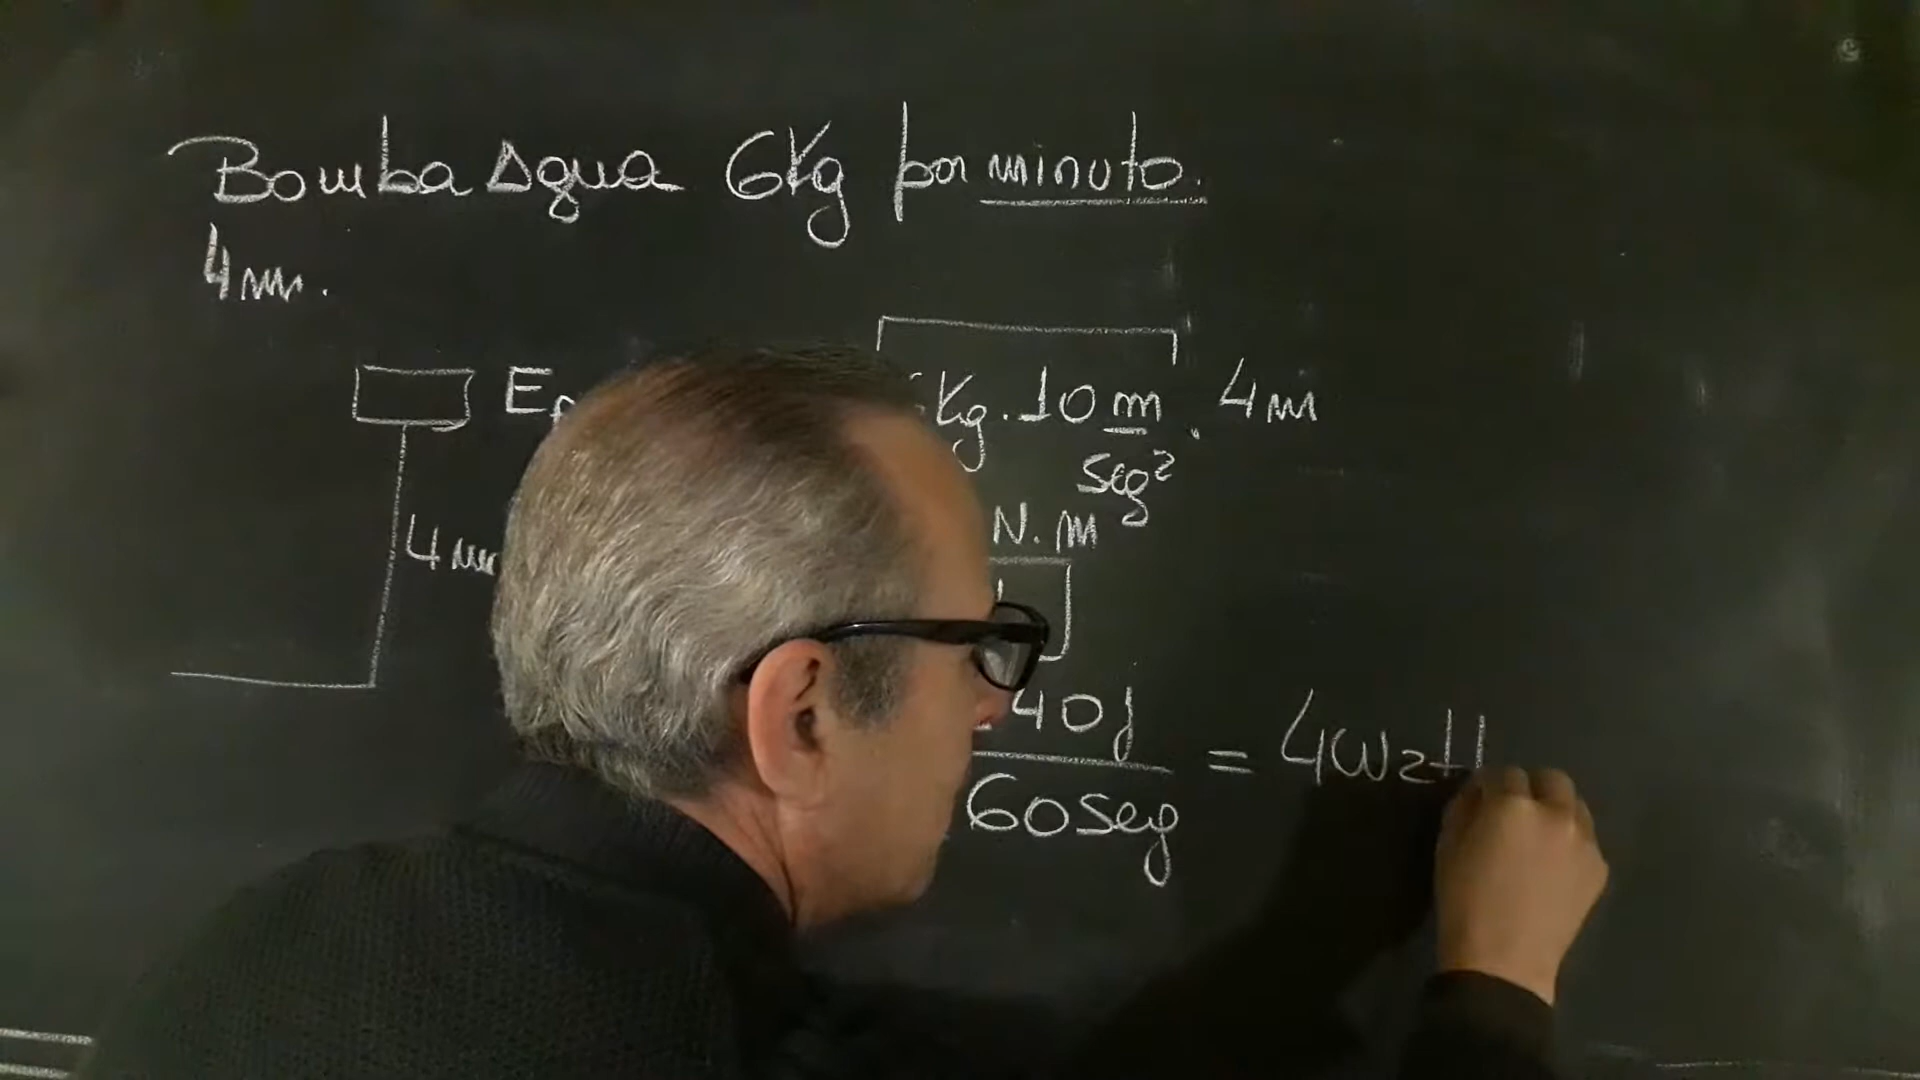 Bomba Agua 6Kg por minuto.
4m.
Ep
Kg. 10 m . 4m
seg²
4m
N. m
40j
60seg
= 4watt